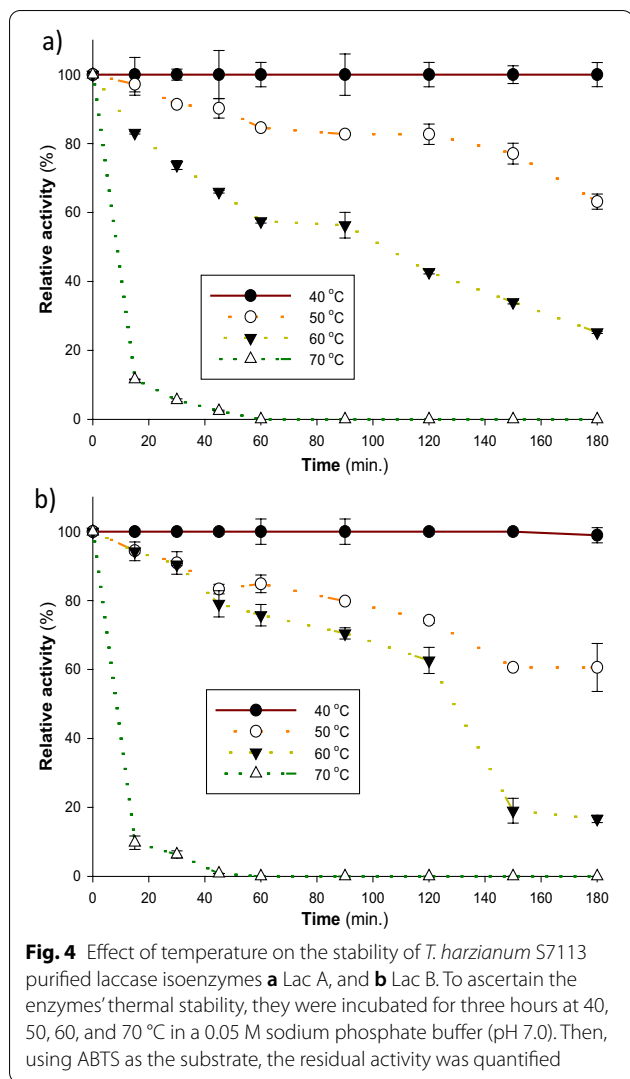 a)
100
80
60
40
20
0
Relative activity (%)
40 °C
50 °C
60 °C
70 °C
0 20 40 60 80 100 120 140 160 180
Time (min.)
b)
100
80
60
40
20
0
Relative activity (%)
40 °C
50 °C
60 °C
70 °C
0 20 40 60 80 100 120 140 160 180
Time (min.)
Fig. 4 Effect of temperature on the stability of T. harzianum S7113
purified laccase isoenzymes a Lac A, and b Lac B. To ascertain the
enzymes' thermal stability, they were incubated for three hours at 40,
50, 60, and 70 °C in a 0.05 M sodium phosphate buffer (pH 7.0). Then,
using ABTS as the substrate, the residual activity was quantified